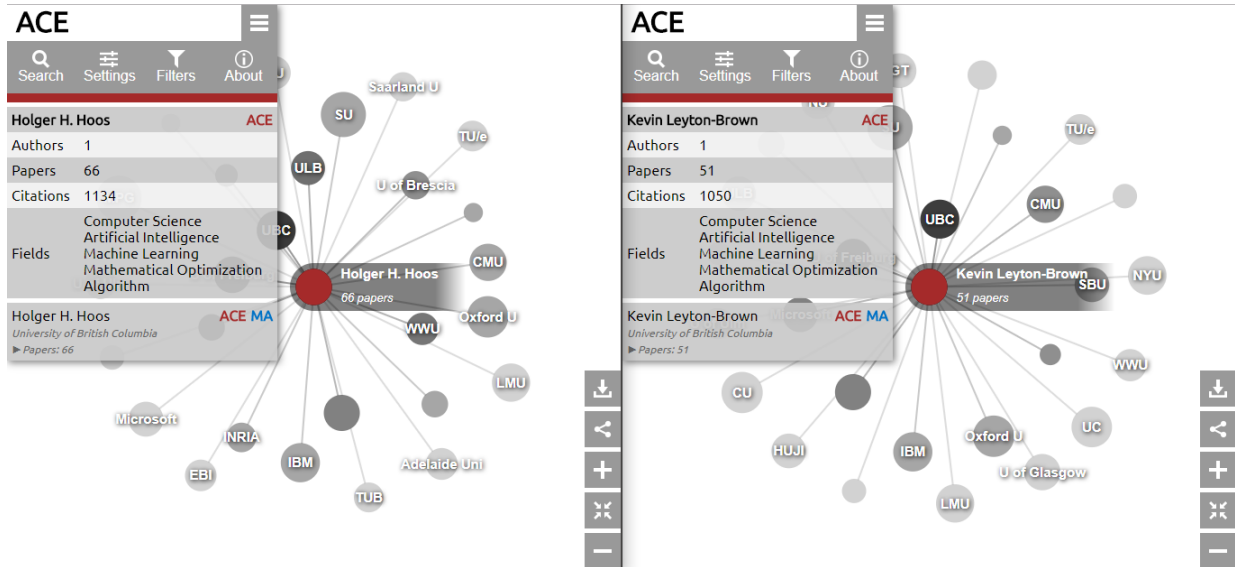 ACE
Search Settings Filters About
Holger H. Hoos ACE
Authors 1
Papers 66
Citations 1134
Fields
Computer Science
Artificial Intelligence
Machine Learning
Mathematical Optimization
Algorithm
Holger H. Hoos ACE MA
University of British Columbia
▶ Papers: 66
Saarland U
SU
TU/e
ULB
U of Brescia
UBC
CMU
Holger H. Hoos
66 papers
Oxford U
WWU
LMU
Microsoft
INRIA
IBM
Adelaide Uni
EBI
TUB
ACE
Search Settings Filters About
Kevin Leyton-Brown ACE
Authors 1
Papers 51
Citations 1050
Fields
Computer Science
Artificial Intelligence
Machine Learning
Mathematical Optimization
Algorithm
Kevin Leyton-Brown ACE MA
University of British Columbia
▶ Papers: 51
GT
TU/e
CMU
UBC
Kevin Leyton-Brown
51 papers
SBU
NYU
WWU
CU
UC
Oxford U
HUJI
IBM
U of Glasgow
LMU